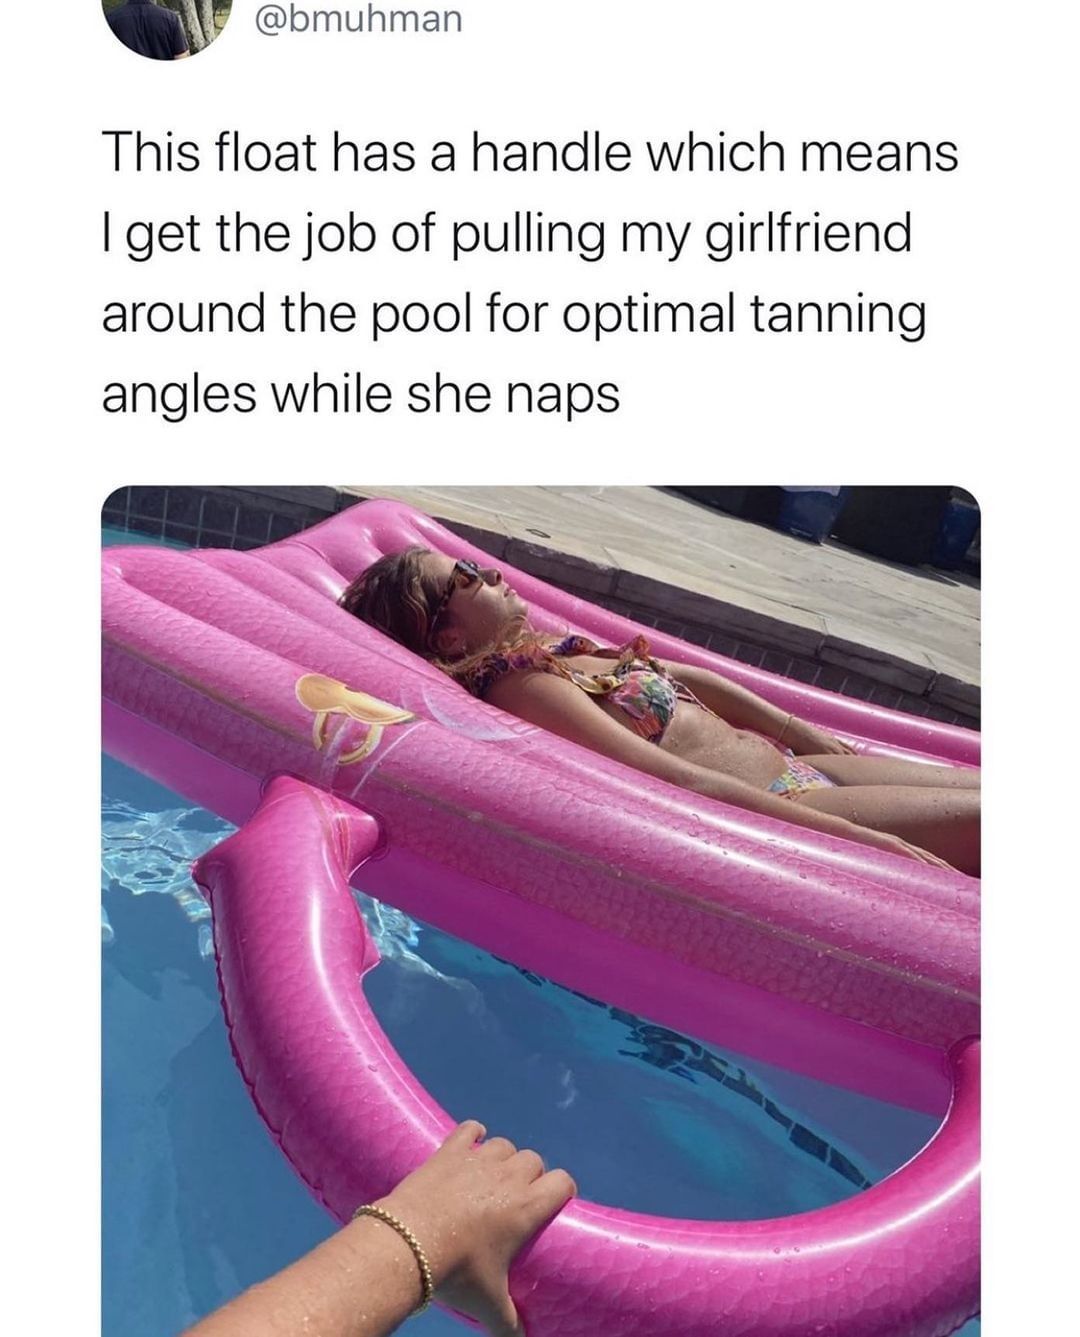 @bmuhman
This float has a handle which means
I get the job of pulling my girlfriend
around the pool for optimal tanning
angles while she naps